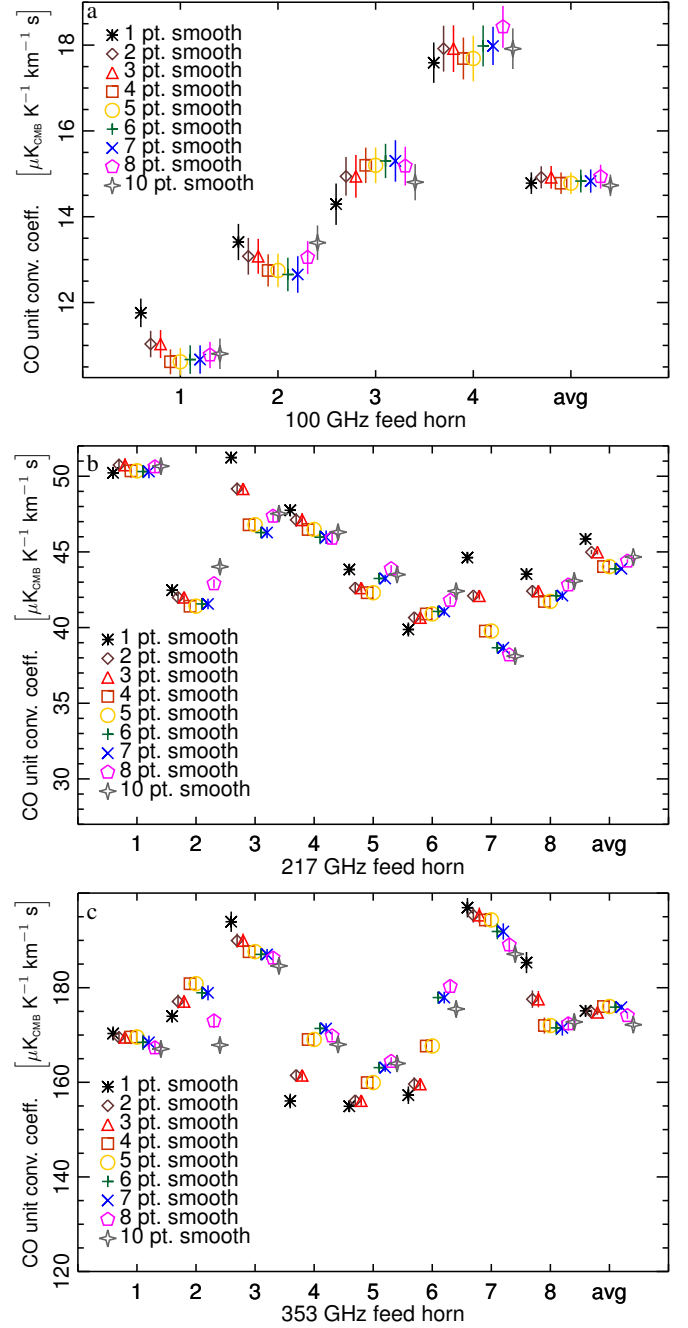 a
18
16
14
12
CO unit conv. coeff. [μK_CMB K⁻¹ km⁻¹ s]
1 pt. smooth
2 pt. smooth
3 pt. smooth
4 pt. smooth
5 pt. smooth
6 pt. smooth
7 pt. smooth
8 pt. smooth
10 pt. smooth
1 2 3 4 avg
100 GHz feed horn
b
50
45
40
35
30
CO unit conv. coeff. [μK_CMB K⁻¹ km⁻¹ s]
1 pt. smooth
2 pt. smooth
3 pt. smooth
4 pt. smooth
5 pt. smooth
6 pt. smooth
7 pt. smooth
8 pt. smooth
10 pt. smooth
1 2 3 4 5 6 7 8 avg
217 GHz feed horn
c
180
160
140
120
CO unit conv. coeff. [μK_CMB K⁻¹ km⁻¹ s]
1 pt. smooth
2 pt. smooth
3 pt. smooth
4 pt. smooth
5 pt. smooth
6 pt. smooth
7 pt. smooth
8 pt. smooth
10 pt. smooth
1 2 3 4 5 6 7 8 avg
353 GHz feed horn